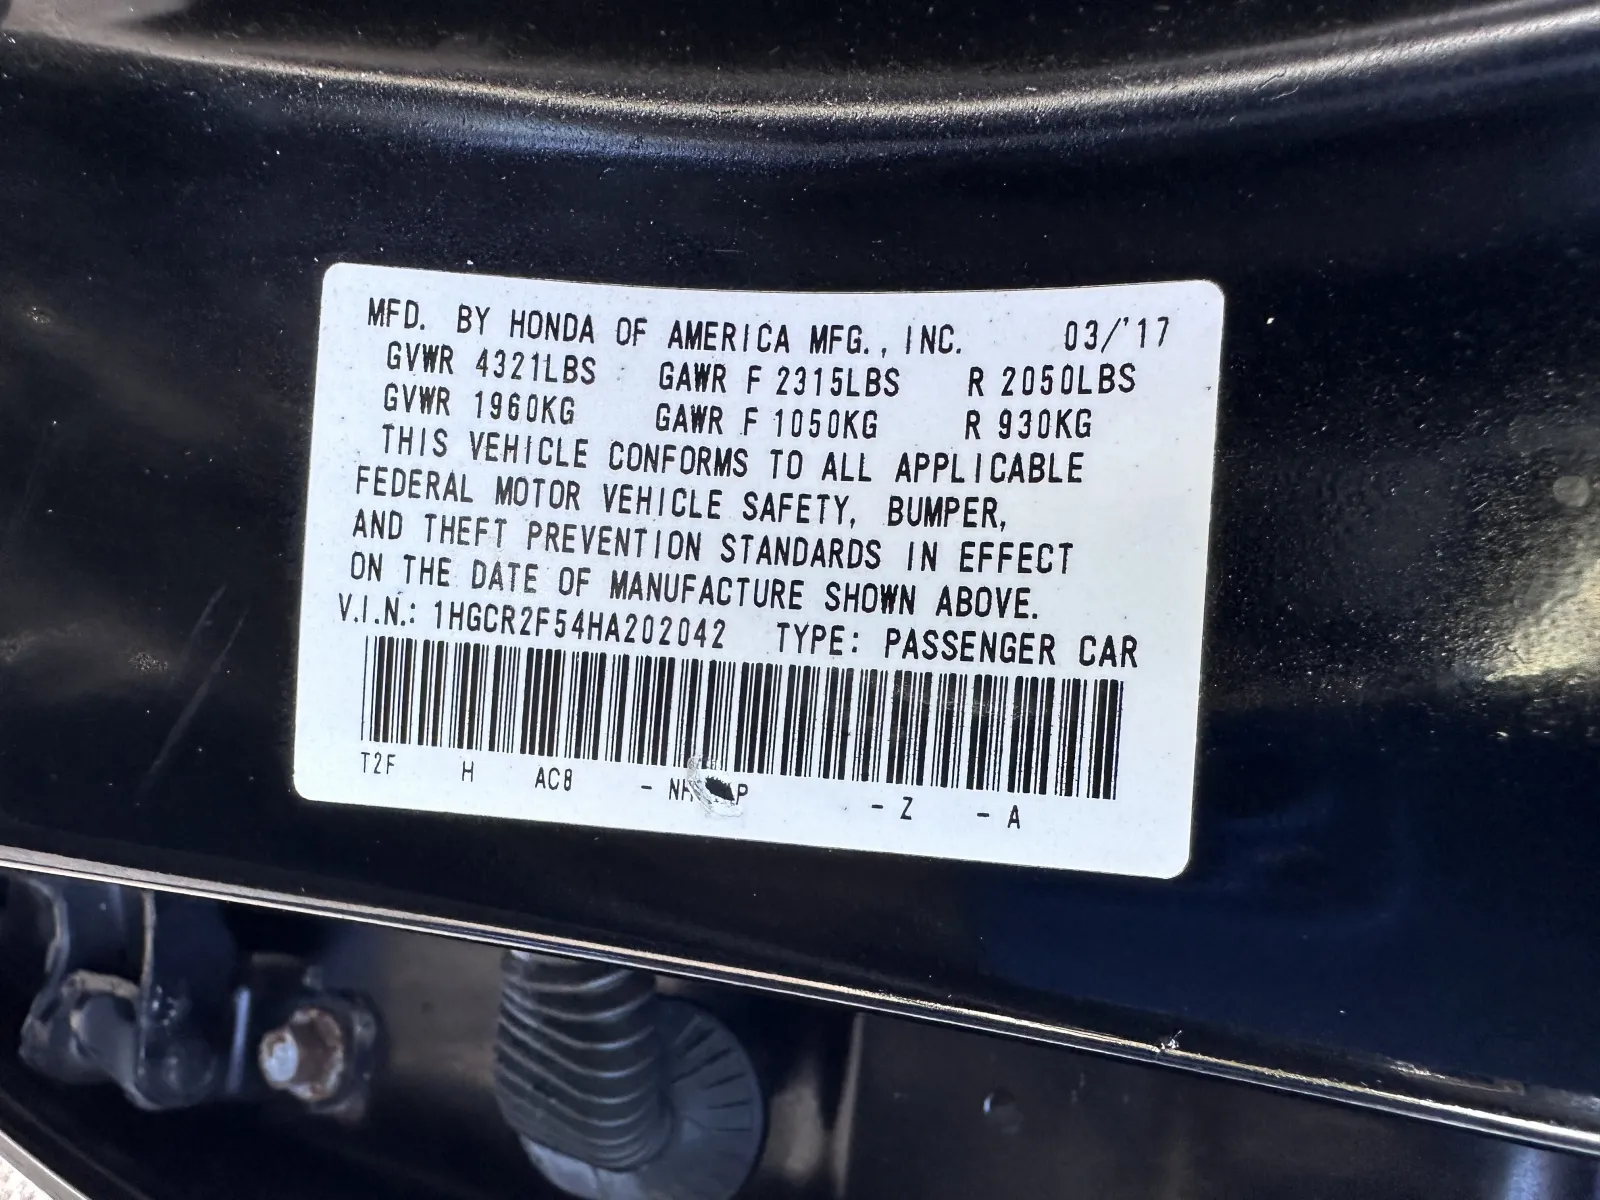 MFD. BY HONDA OF AMERICA MFG., INC. 03/'17
GVWR 4321LBS GAWR F 2315LBS R 2050LBS
GVWR 1960KG GAWR F 1050KG R 930KG
THIS VEHICLE CONFORMS TO ALL APPLICABLE
FEDERAL MOTOR VEHICLE SAFETY, BUMPER,
AND THEFT PREVENTION STANDARDS IN EFFECT
ON THE DATE OF MANUFACTURE SHOWN ABOVE.
V.I.N.: 1HGCR2F54HA202042 TYPE: PASSENGER CAR
T2F H AC8 - - Z - A